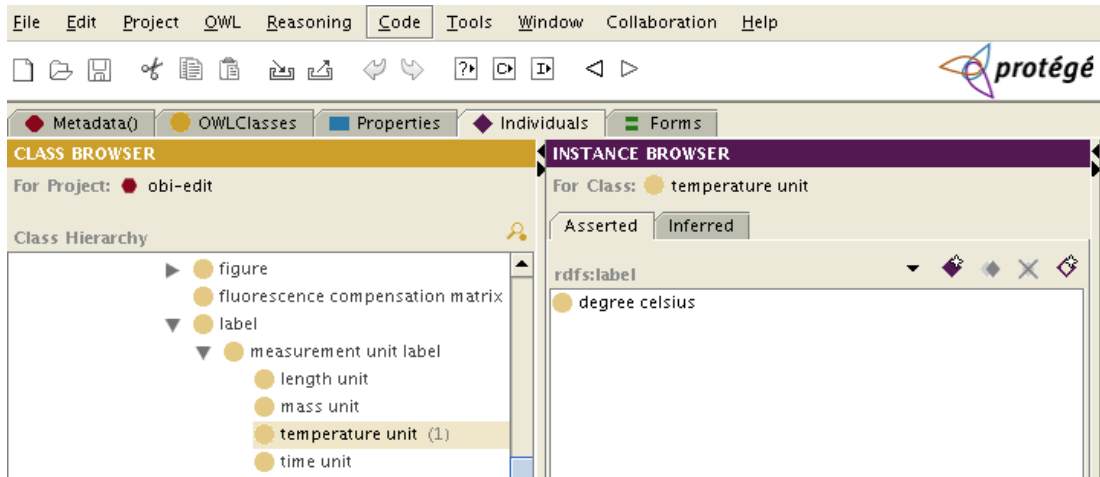 File Edit Project OWL Reasoning Code Tools Window Collaboration Help
protégé
Metadata() OWLClasses Properties Individuals Forms
CLASS BROWSER
For Project: obi-edit
Class Hierarchy
figure
fluorescence compensation matrix
label
measurement unit label
length unit
mass unit
temperature unit (1)
time unit
INSTANCE BROWSER
For Class: temperature unit
Asserted Inferred
rdfs:label
degree celsius